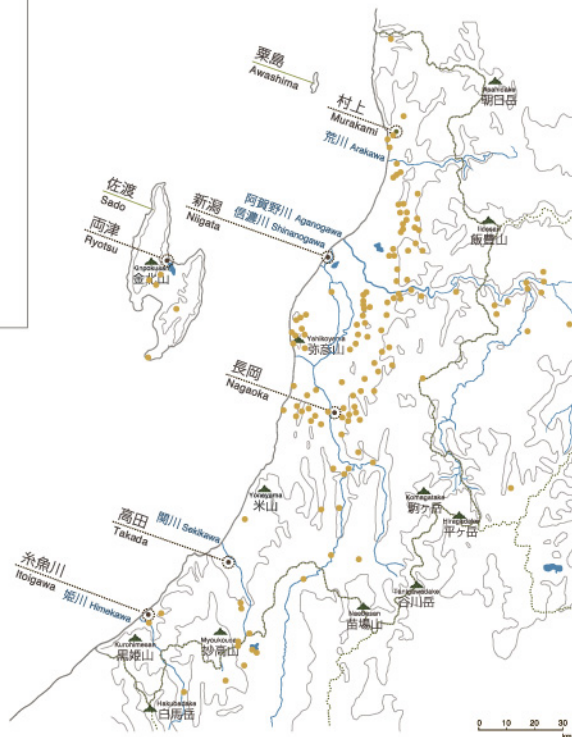 粟島
Awashima
村上
Murakami
荒川 Arakawa
Asahidake
朝日岳
佐渡
Sado
両津
Ryotsu
Kinpokusan
金北山
新潟
Niigata
阿賀野川 Aganogawa
信濃川 Shinanogawa
Iidesan
飯豊山
Yahikoyama
弥彦山
長岡
Nagaoka
Yoneyama
米山
Komagatake
駒ヶ岳
Hiragadake
平ヶ岳
高田
Takada
関川 Sekikawa
糸魚川
Itoigawa
姫川 Himekawa
Kurohimesan
黒姫山
Myoukousan
妙高山
Naebasan
苗場山
Tanigawadake
谷川岳
Hakubadake
白馬岳
0 10 20 30
km